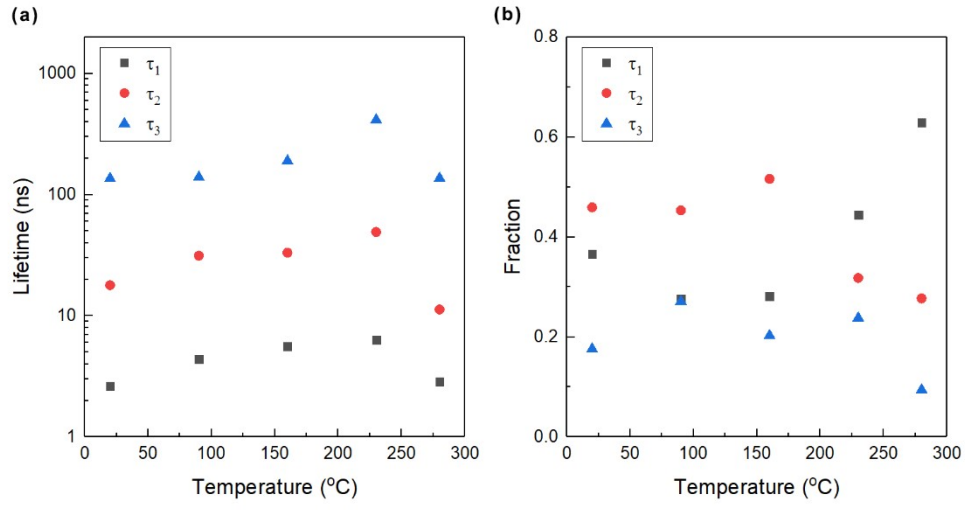 (a)
τ1
τ2
τ3
1000
100
10
1
Lifetime (ns)
0 50 100 150 200 250 300
Temperature (oC)
(b)
τ1
τ2
τ3
0.8
0.6
0.4
0.2
0.0
Fraction
0 50 100 150 200 250 300
Temperature (oC)